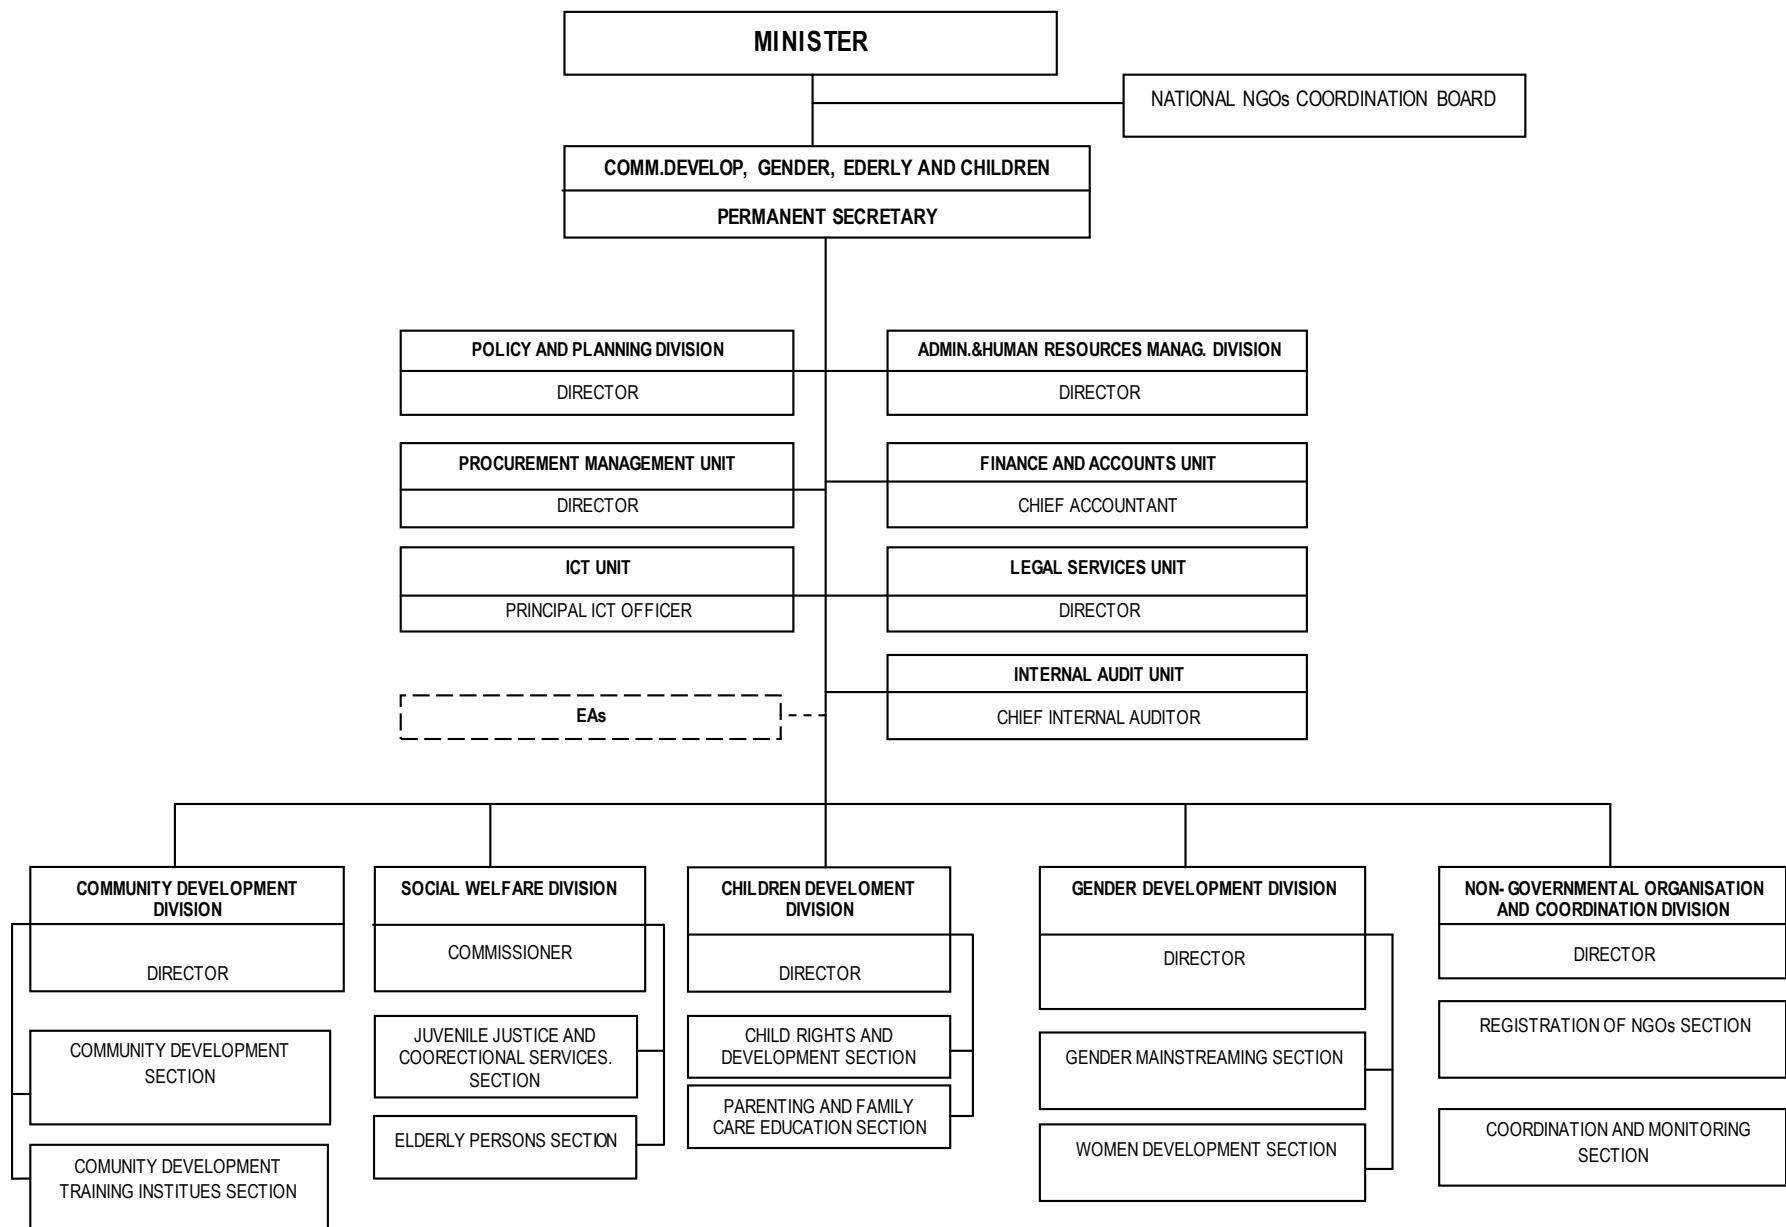 MINISTER
NATIONAL NGOs COORDINATION BOARD
COMM.DEVELOP, GENDER, EDERLY AND CHILDREN
PERMANENT SECRETARY
POLICY AND PLANNING DIVISION
DIRECTOR
ADMIN.&HUMAN RESOURCES MANAG. DIVISION
DIRECTOR
PROCUREMENT MANAGEMENT UNIT
DIRECTOR
FINANCE AND ACCOUNTS UNIT
CHIEF ACCOUNTANT
ICT UNIT
PRINCIPAL ICT OFFICER
LEGAL SERVICES UNIT
DIRECTOR
INTERNAL AUDIT UNIT
CHIEF INTERNAL AUDITOR
EAs
COMMUNITY DEVELOPMENT
DIVISION
DIRECTOR
COMMUNITY DEVELOPMENT
SECTION
COMUNITY DEVELOPMENT
TRAINING INSTITUES SECTION
SOCIAL WELFARE DIVISION
COMMISSIONER
JUVENILE JUSTICE AND
COORECTIONAL SERVICES.
SECTION
ELDERLY PERSONS SECTION
CHILDREN DEVELOMENT
DIVISION
DIRECTOR
CHILD RIGHTS AND
DEVELOPMENT SECTION
PARENTING AND FAMILY
CARE EDUCATION SECTION
GENDER DEVELOPMENT DIVISION
DIRECTOR
GENDER MAINSTREAMING SECTION
WOMEN DEVELOPMENT SECTION
NON- GOVERNMENTAL ORGANISATION
AND COORDINATION DIVISION
DIRECTOR
REGISTRATION OF NGOs SECTION
COORDINATION AND MONITORING
SECTION